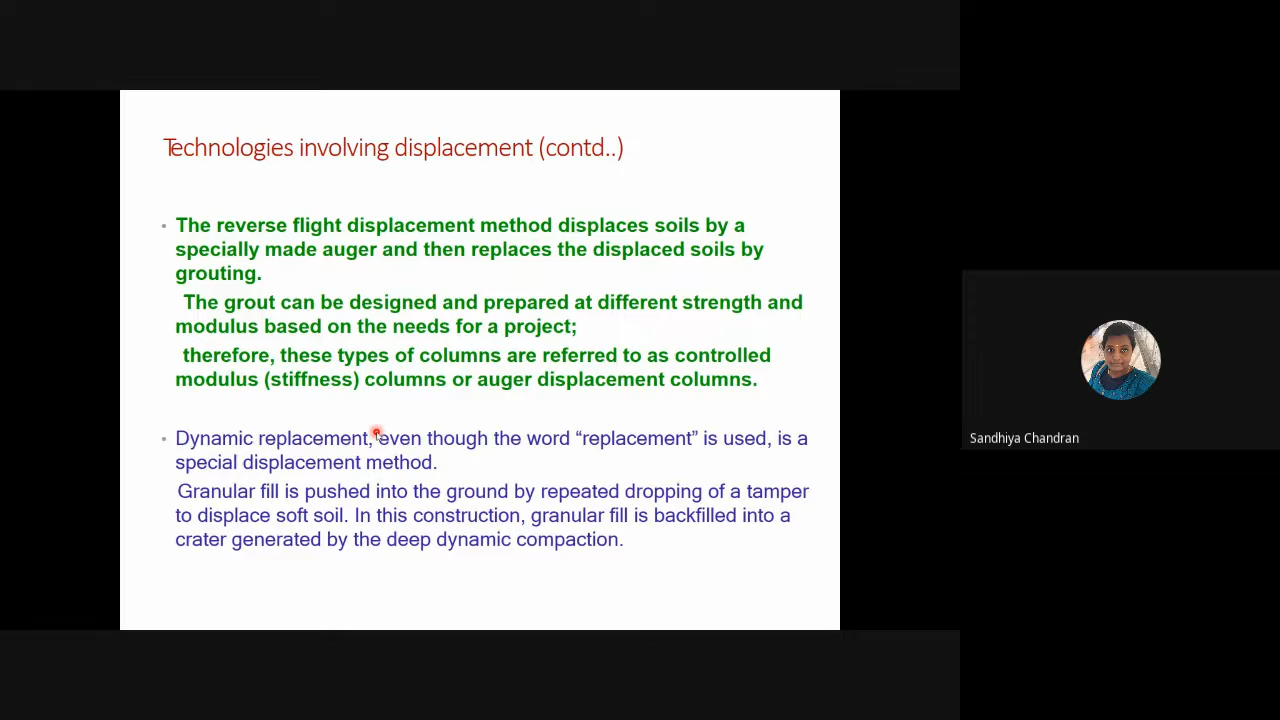 Technologies involving displacement (contd..)
• The reverse flight displacement method displaces soils by a
specially made auger and then replaces the displaced soils by
grouting.
The grout can be designed and prepared at different strength and
modulus based on the needs for a project;
therefore, these types of columns are referred to as controlled
modulus (stiffness) columns or auger displacement columns.
• Dynamic replacement, even though the word “replacement” is used, is a
special displacement method.
Granular fill is pushed into the ground by repeated dropping of a tamper
to displace soft soil. In this construction, granular fill is backfilled into a
crater generated by the deep dynamic compaction.
Sandhiya Chandran